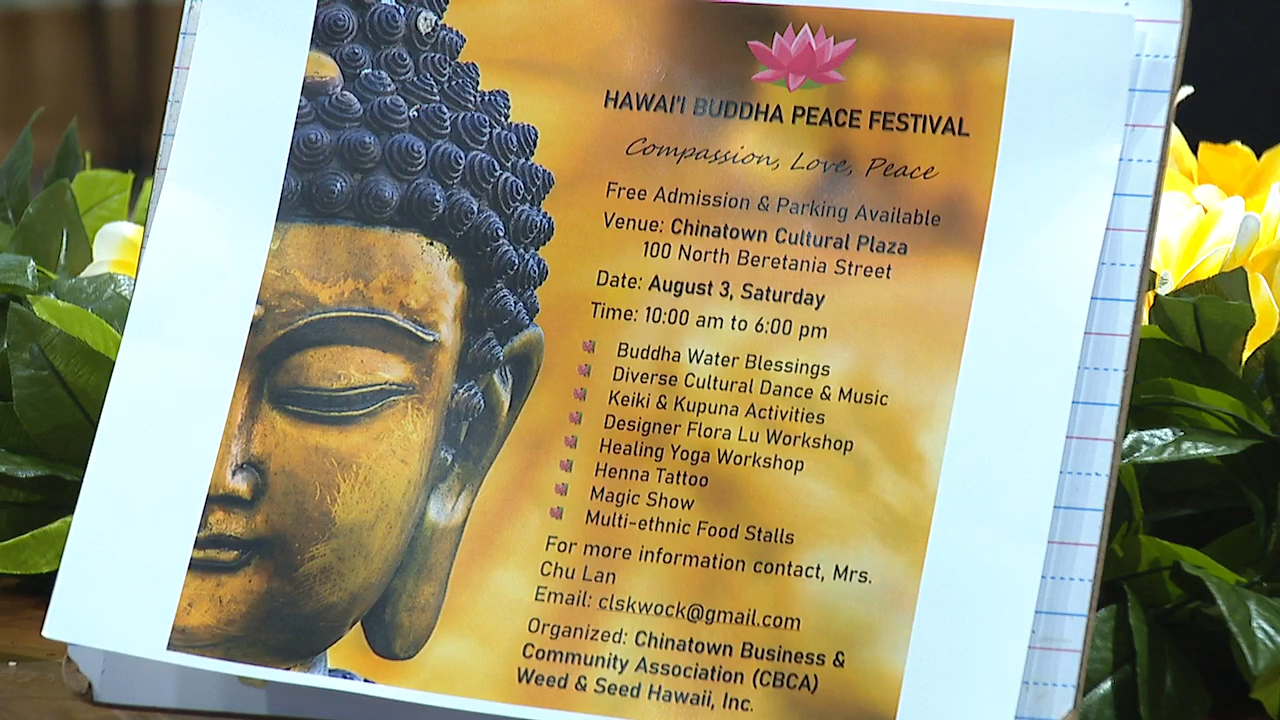 HAWAI'I BUDDHA PEACE FESTIVAL
Compassion, Love, Peace
Free Admission & Parking Available
Venue: Chinatown Cultural Plaza
100 North Beretania Street
Date: August 3, Saturday
Time: 10:00 am to 6:00 pm
Buddha Water Blessings
Diverse Cultural Dance & Music
Keiki & Kupuna Activities
Designer Flora Lu Workshop
Healing Yoga Workshop
Henna Tattoo
Magic Show
Multi-ethnic Food Stalls
For more information contact, Mrs.
Chu Lan
Email: clskwock@gmail.com
Organized: Chinatown Business &
Community Association (CBCA)
Weed & Seed Hawaii, Inc.